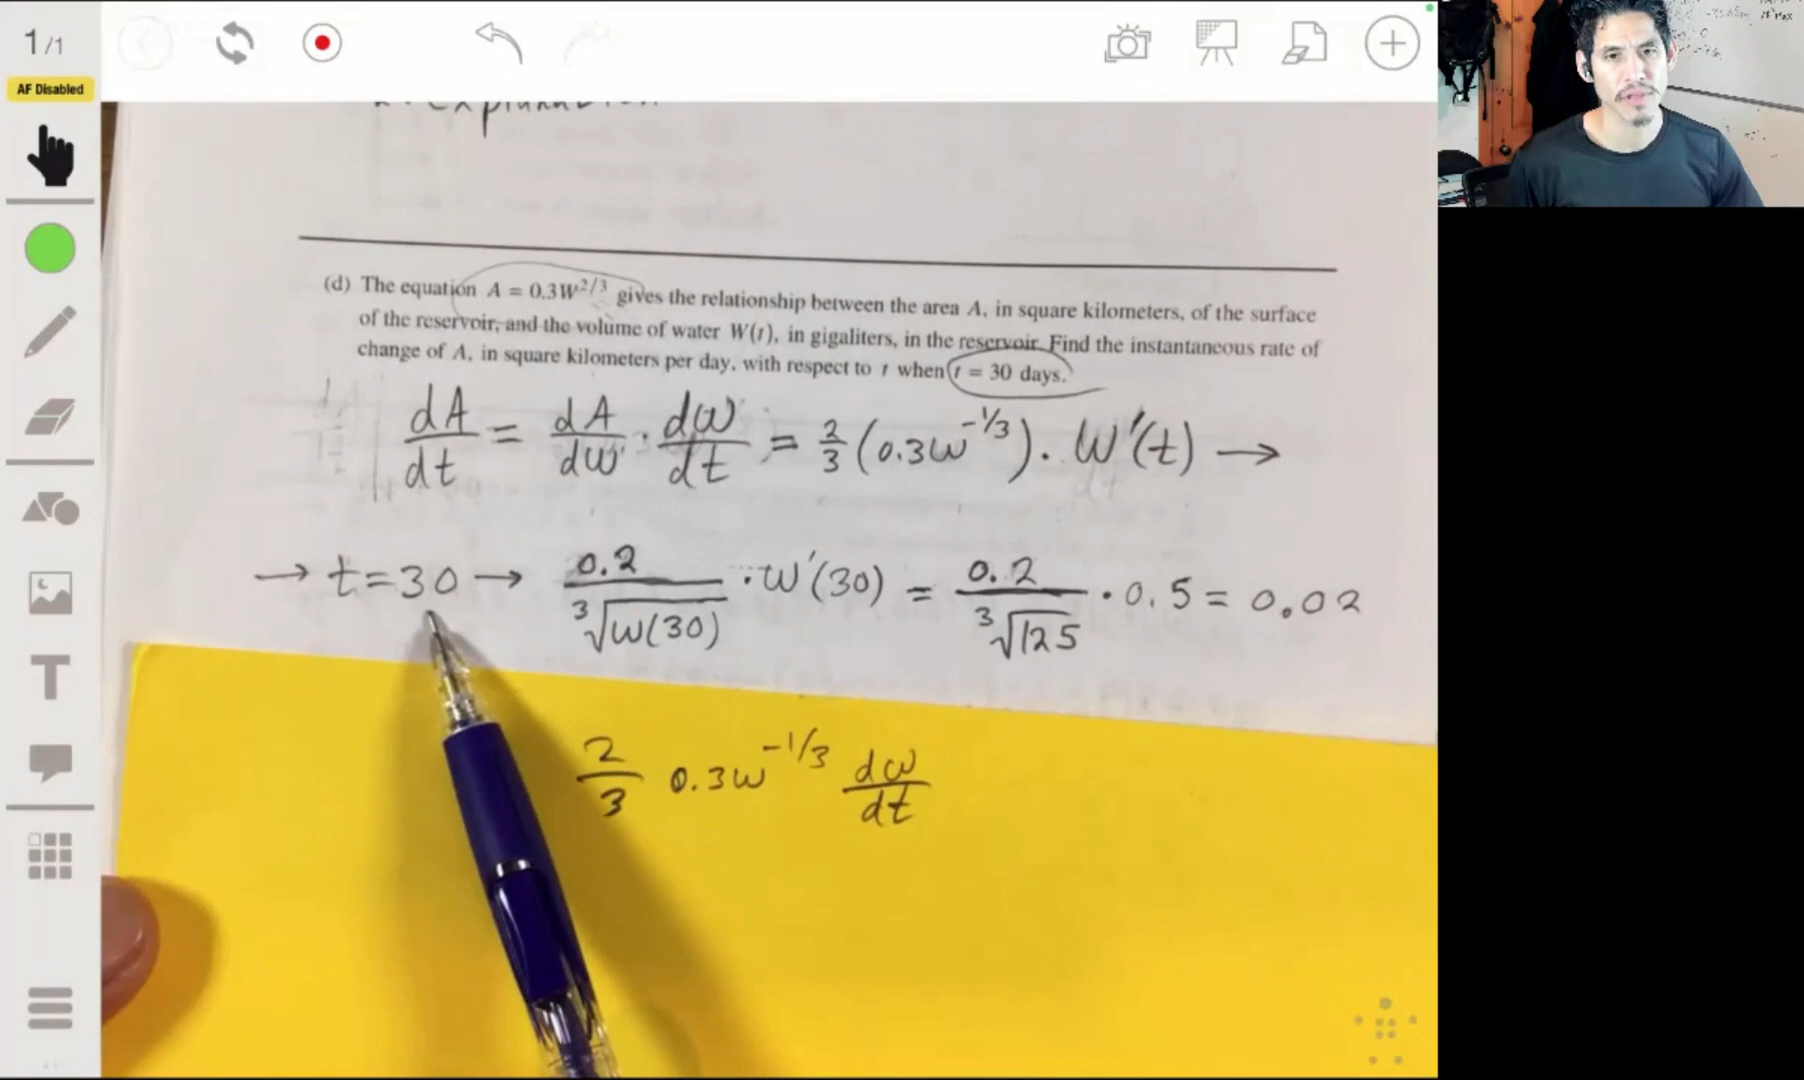 1/1
AF Disabled
(d) The equation A = 0.3W^{2/3} gives the relationship between the area A, in square kilometers, of the surface
of the reservoir, and the volume of water W(t), in gigaliters, in the reservoir. Find the instantaneous rate of
change of A, in square kilometers per day, with respect to t when t = 30 days.
dA/dt = dA/dw · dw/dt = 2/3 (0.3w^{-1/3}) · W'(t) →
→ t=30 → 0.2/∛w(30) · w'(30) = 0.2/∛125 · 0.5 = 0.02
2/3 0.3w^{-1/3} dw/dt
T